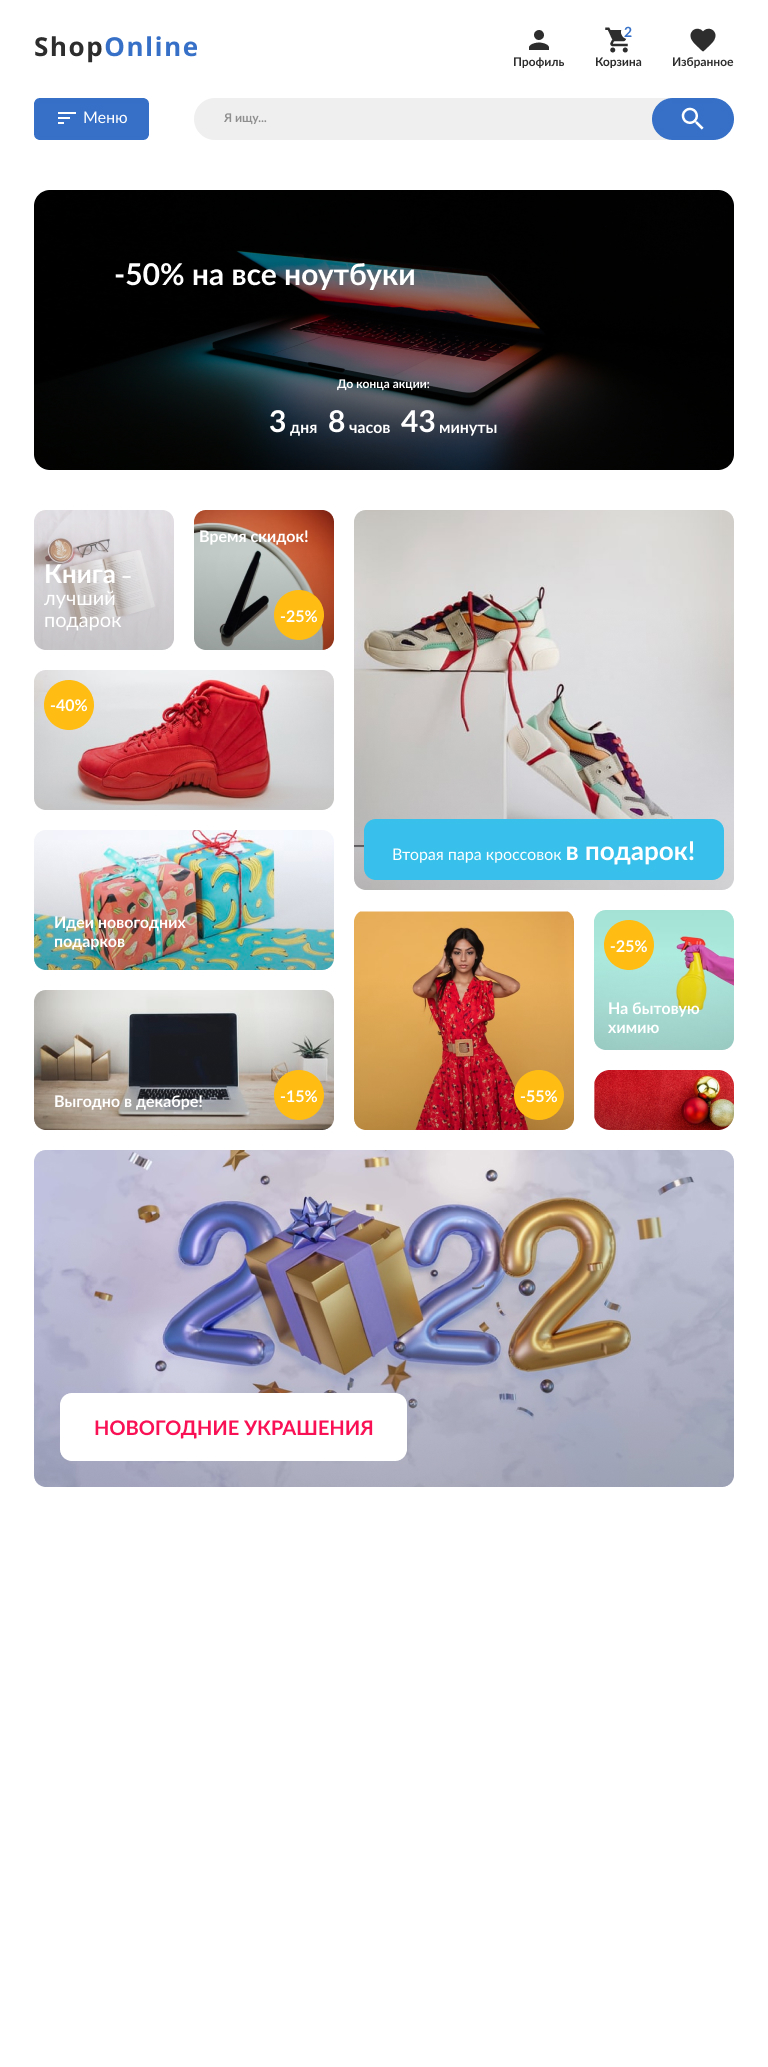 ShopOnline
2
Профиль
Корзина
Избранное
Меню
Я ищу...
-50% на все ноутбуки
До конца акции:
3 дня 8 часов 43 минуты
Книга –
лучший
подарок
Время скидок!
-25%
-40%
Вторая пара кроссовок в подарок!
Идеи новогодних
подарков
-25%
На бытовую
химию
Выгодно в декабре!
-15%
-55%
2022
НОВОГОДНИЕ УКРАШЕНИЯ